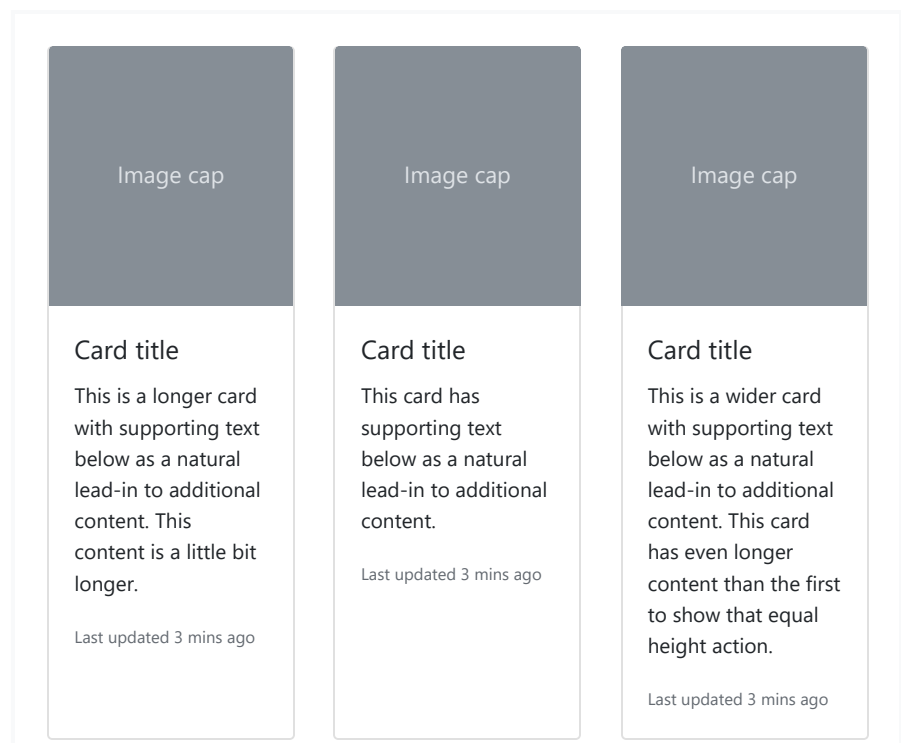 Image cap
Card title
This is a longer card
with supporting text
below as a natural
lead-in to additional
content. This
content is a little bit
longer.
Last updated 3 mins ago
Image cap
Card title
This card has
supporting text
below as a natural
lead-in to additional
content.
Last updated 3 mins ago
Image cap
Card title
This is a wider card
with supporting text
below as a natural
lead-in to additional
content. This card
has even longer
content than the first
to show that equal
height action.
Last updated 3 mins ago